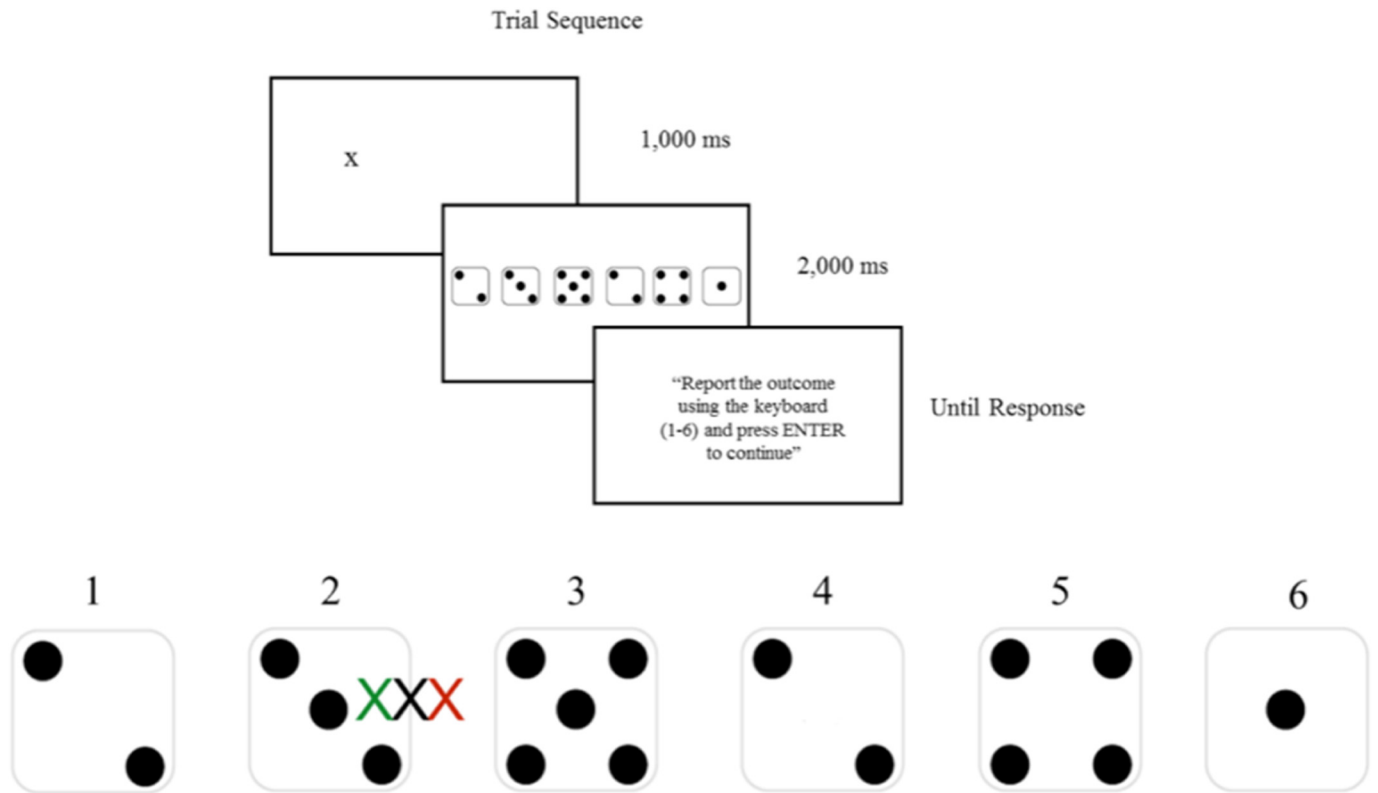 Trial Sequence
x
1,000 ms
2,000 ms
“Report the outcome
using the keyboard
(1-6) and press ENTER
to continue”
Until Response
1 2 3 4 5 6
XXX